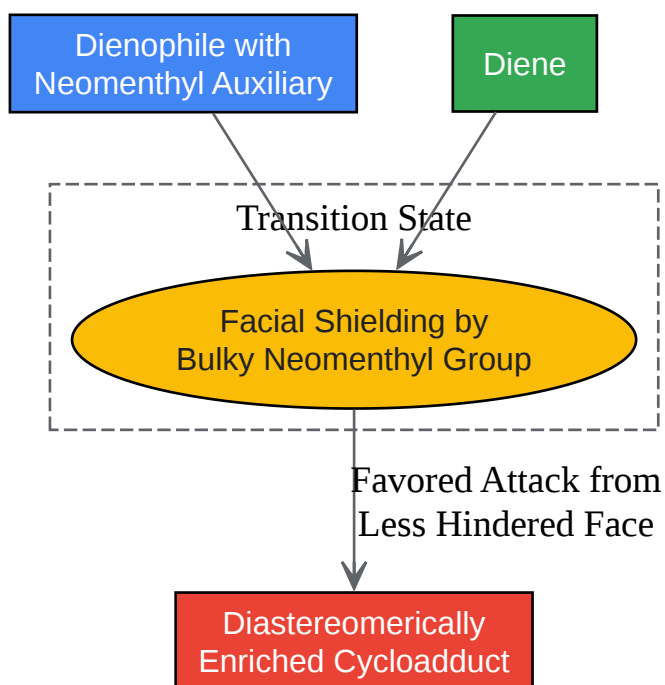 Dienophile with
Neomenthyl Auxiliary
Diene
Transition State
Facial Shielding by
Bulky Neomenthyl Group
Favored Attack from
Less Hindered Face
Diastereomerically
Enriched Cycloadduct